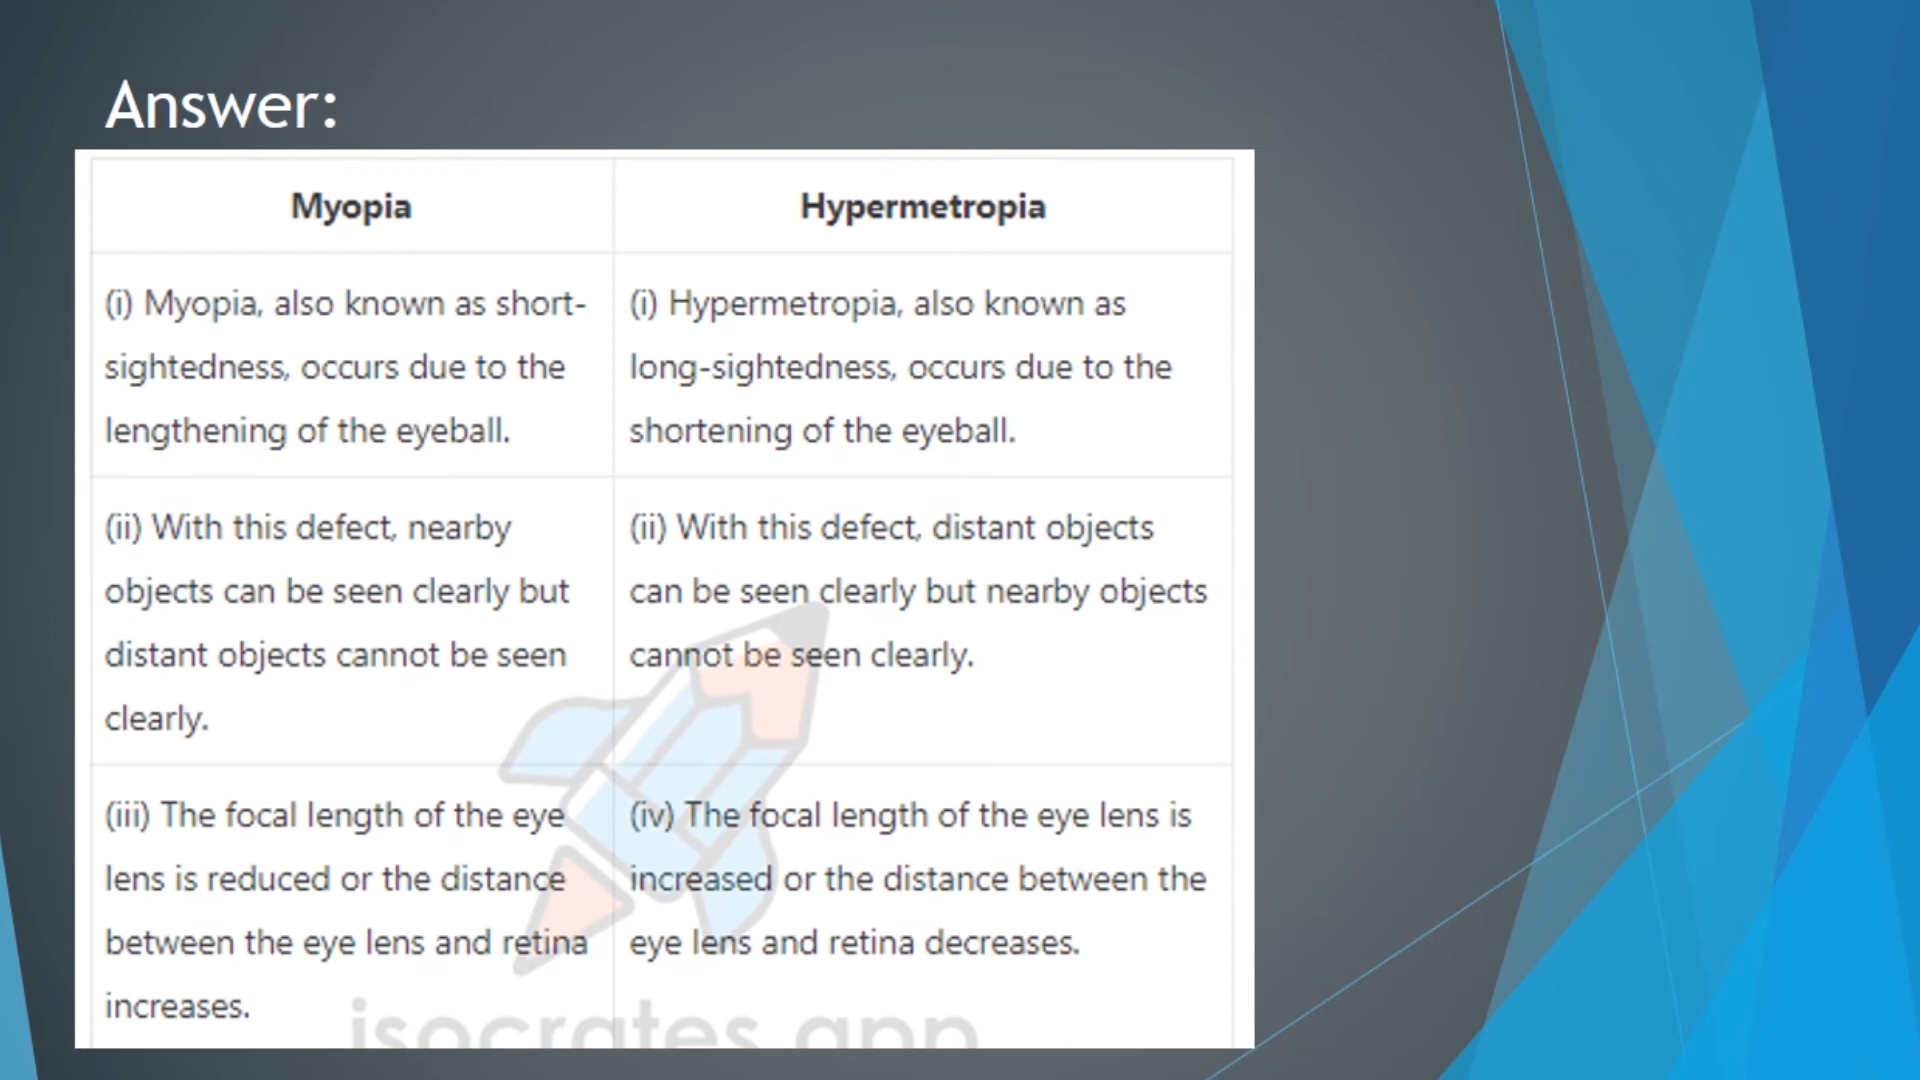 Answer:
Myopia
Hypermetropia
(i) Myopia, also known as short-
sightedness, occurs due to the
lengthening of the eyeball.
(i) Hypermetropia, also known as
long-sightedness, occurs due to the
shortening of the eyeball.
(ii) With this defect, nearby
objects can be seen clearly but
distant objects cannot be seen
clearly.
(ii) With this defect, distant objects
can be seen clearly but nearby objects
cannot be seen clearly.
(iii) The focal length of the eye
lens is reduced or the distance
between the eye lens and retina
increases.
(iv) The focal length of the eye lens is
increased or the distance between the
eye lens and retina decreases.
isocrates.app